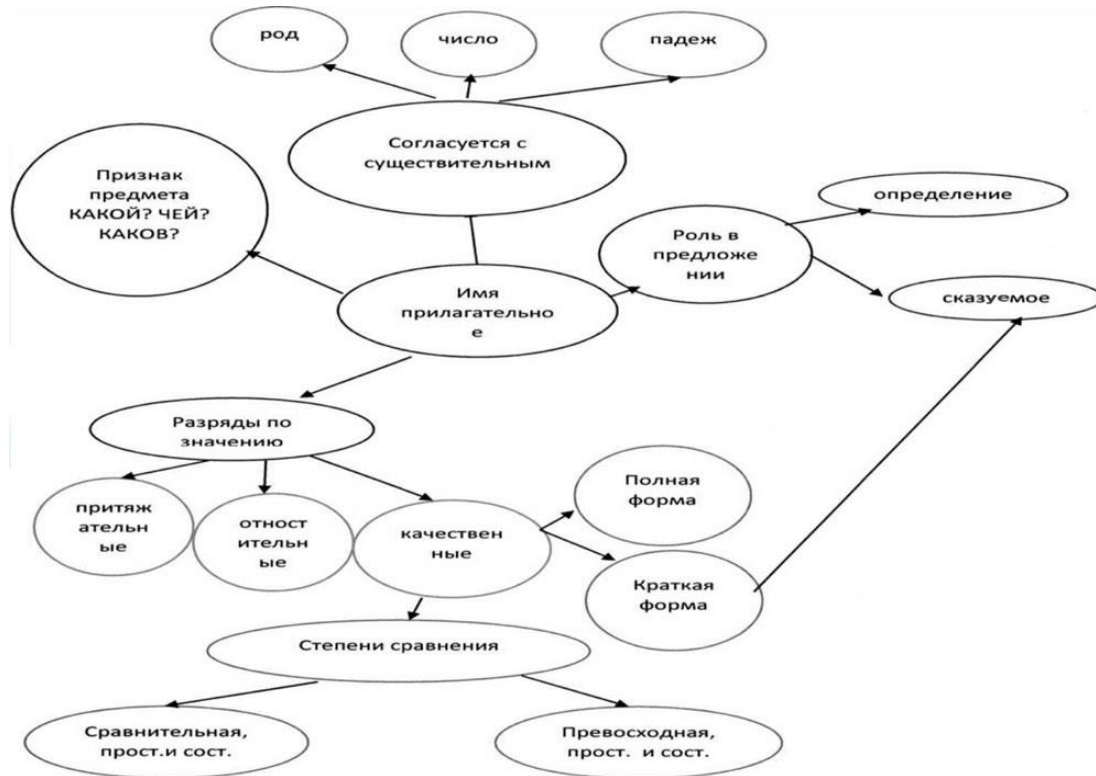 род
число
падеж
Согласуется с
существительным
Признак
предмета
КАКОЙ? ЧЕЙ?
КАКОВ?
определение
Роль в
предложе
нии
сказуемое
Имя
прилагательно
е
Разряды по
значению
притяж
ательн
ые
отност
ительн
ые
качествен
ные
Полная
форма
Краткая
форма
Степени сравнения
Сравнительная,
прост.и сост.
Превосходная,
прост. и сост.